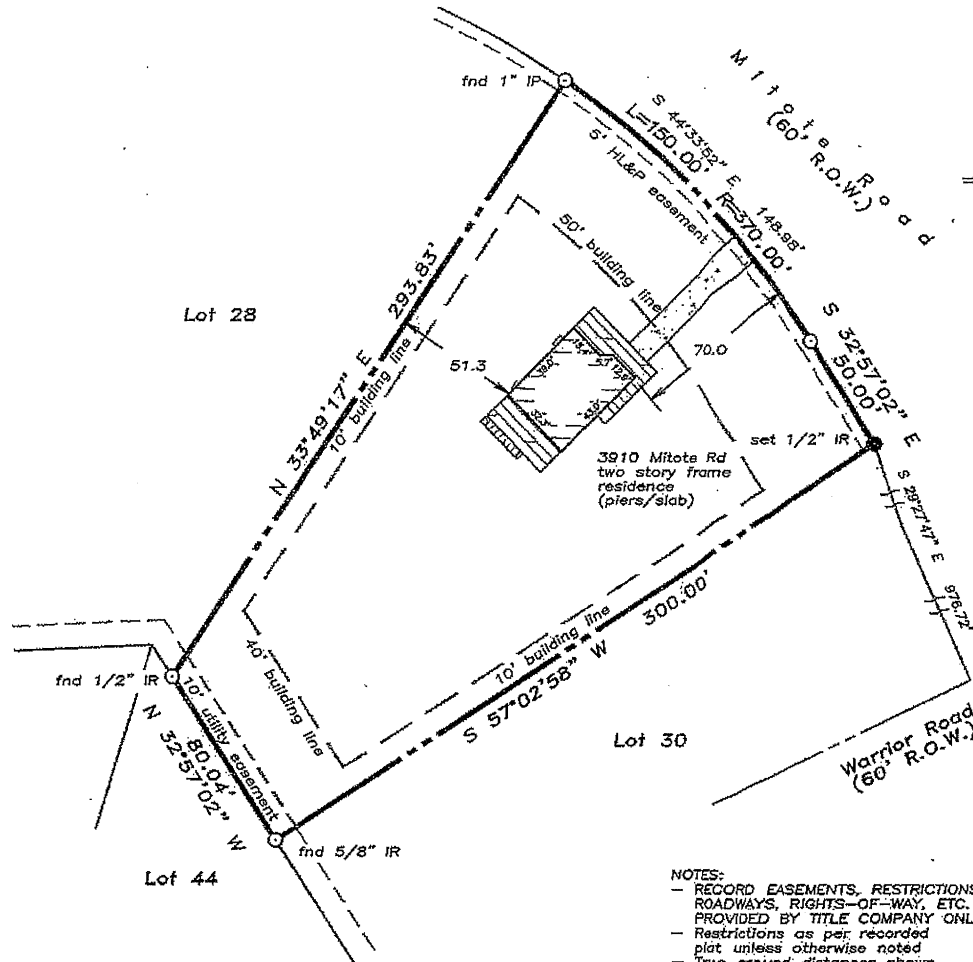 fnd 1" IP
Mitote Road
(60' R.O.W.)
S 44°33'52" E 148.98'
L=150.00' R=370.00'
5' HL&P easement
50' building line
N 33°49'17" E 293.83'
10' building line
Lot 28
51.3
70.0
S 32°57'02" E
50.00'
set 1/2" IR
3910 Mitote Rd
two story frame
residence
(piers/slab)
S 29°27'47" E 976.72'
10' building line
S 57°02'58" W 300.00'
40' building line
fnd 1/2" IR
10' utility easement
80.04'
N 32°57'02" W
Lot 30
Warrior Road
(60' R.O.W.)
fnd 5/8" IR
Lot 44
NOTES:
- RECORD EASEMENTS, RESTRICTIONS
ROADWAYS, RIGHTS-OF-WAY, ETC.
PROVIDED BY TITLE COMPANY ONL
- Restrictions as per recorded
plat unless otherwise noted
- True ground distances shown